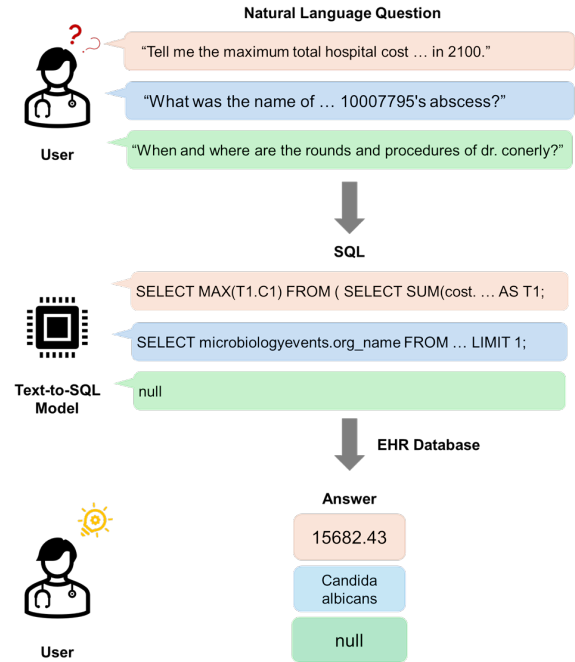 Natural Language Question
“Tell me the maximum total hospital cost … in 2100.”
“What was the name of … 10007795's abscess?”
“When and where are the rounds and procedures of dr. conerly?”
User
SQL
SELECT MAX(T1.C1) FROM ( SELECT SUM(cost. … AS T1;
SELECT microbiologyevents.org_name FROM … LIMIT 1;
null
Text-to-SQL
Model
EHR Database
Answer
15682.43
Candida
albicans
null
User